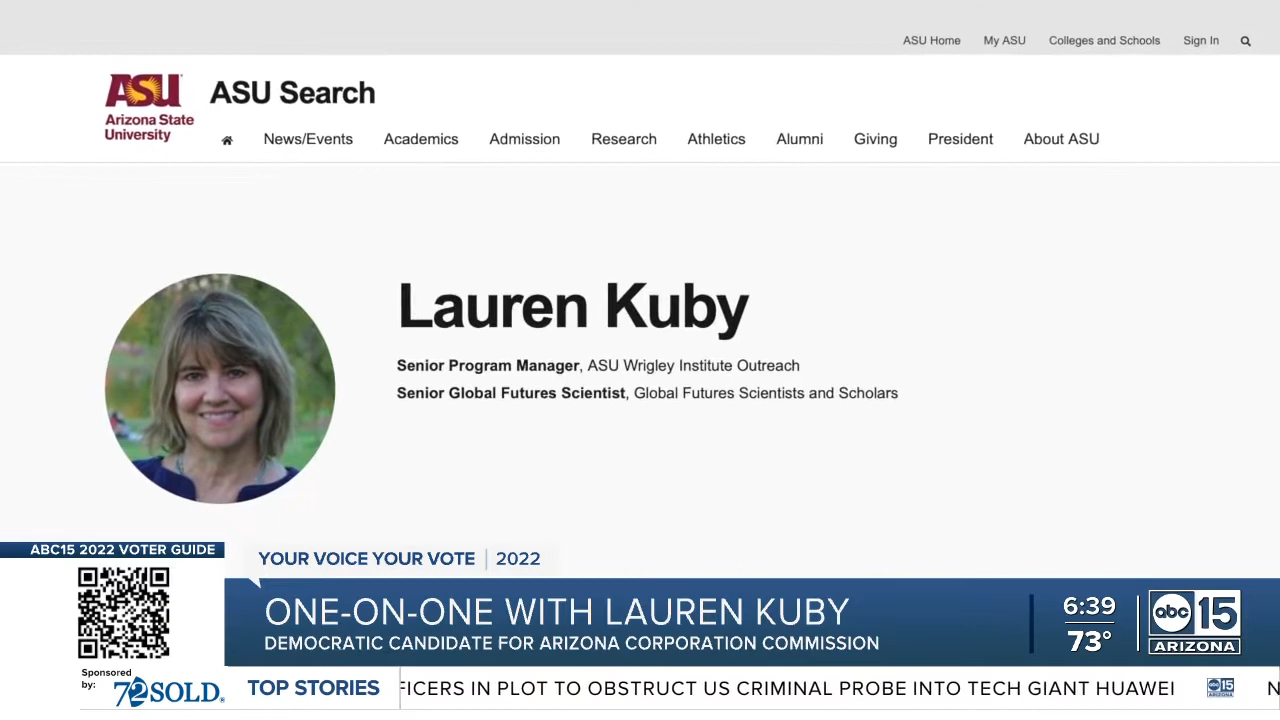 ASU Home My ASU Colleges and Schools Sign In
ASU
Arizona State
University
ASU Search
News/Events Academics Admission Research Athletics Alumni Giving President About ASU
Lauren Kuby
Senior Program Manager, ASU Wrigley Institute Outreach
Senior Global Futures Scientist, Global Futures Scientists and Scholars
ABC15 2022 VOTER GUIDE
YOUR VOICE YOUR VOTE | 2022
ONE-ON-ONE WITH LAUREN KUBY
DEMOCRATIC CANDIDATE FOR ARIZONA CORPORATION COMMISSION
6:39
73°
abc 15
ARIZONA
Sponsored
by:
72SOLD.
TOP STORIES
FICERS IN PLOT TO OBSTRUCT US CRIMINAL PROBE INTO TECH GIANT HUAWEI
abc 15
ARIZONA
N